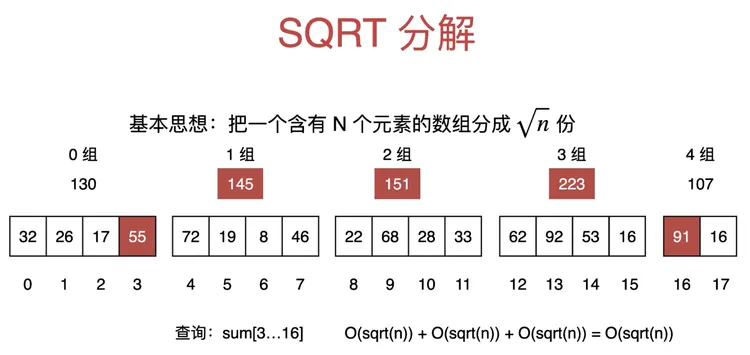 SQRT 分解
基本思想：把一个含有 N 个元素的数组分成 √n 份
0 组 1 组 2 组 3 组 4 组
130 145 151 223 107
32 26 17 55 72 19 8 46 22 68 28 33 62 92 53 16 91 16
0 1 2 3 4 5 6 7 8 9 10 11 12 13 14 15 16 17
查询：sum[3…16] O(sqrt(n)) + O(sqrt(n)) + O(sqrt(n)) = O(sqrt(n))